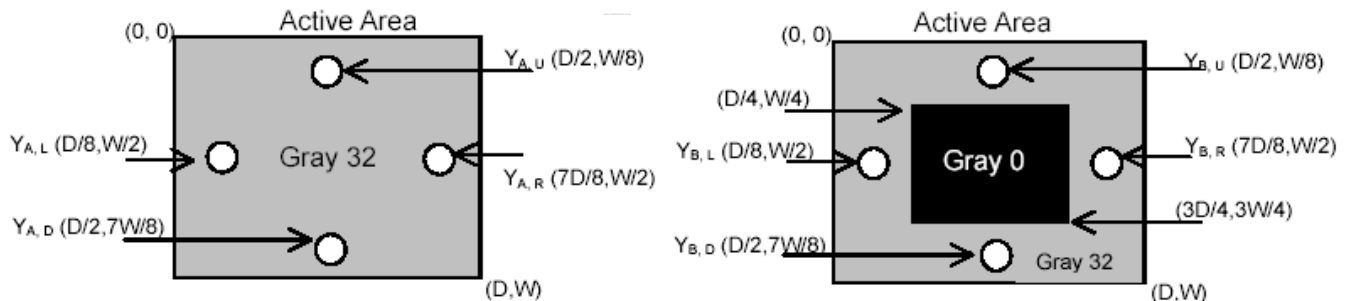 Active Area
(0, 0)
Y_A, U (D/2,W/8)
Y_A, L (D/8,W/2)
Gray 32
Y_A, R (7D/8,W/2)
Y_A, D (D/2,7W/8)
(D,W)
Active Area
(0, 0)
Y_B, U (D/2,W/8)
(D/4,W/4)
Y_B, L (D/8,W/2)
Gray 0
Y_B, R (7D/8,W/2)
(3D/4,3W/4)
Y_B, D (D/2,7W/8)
Gray 32
(D,W)